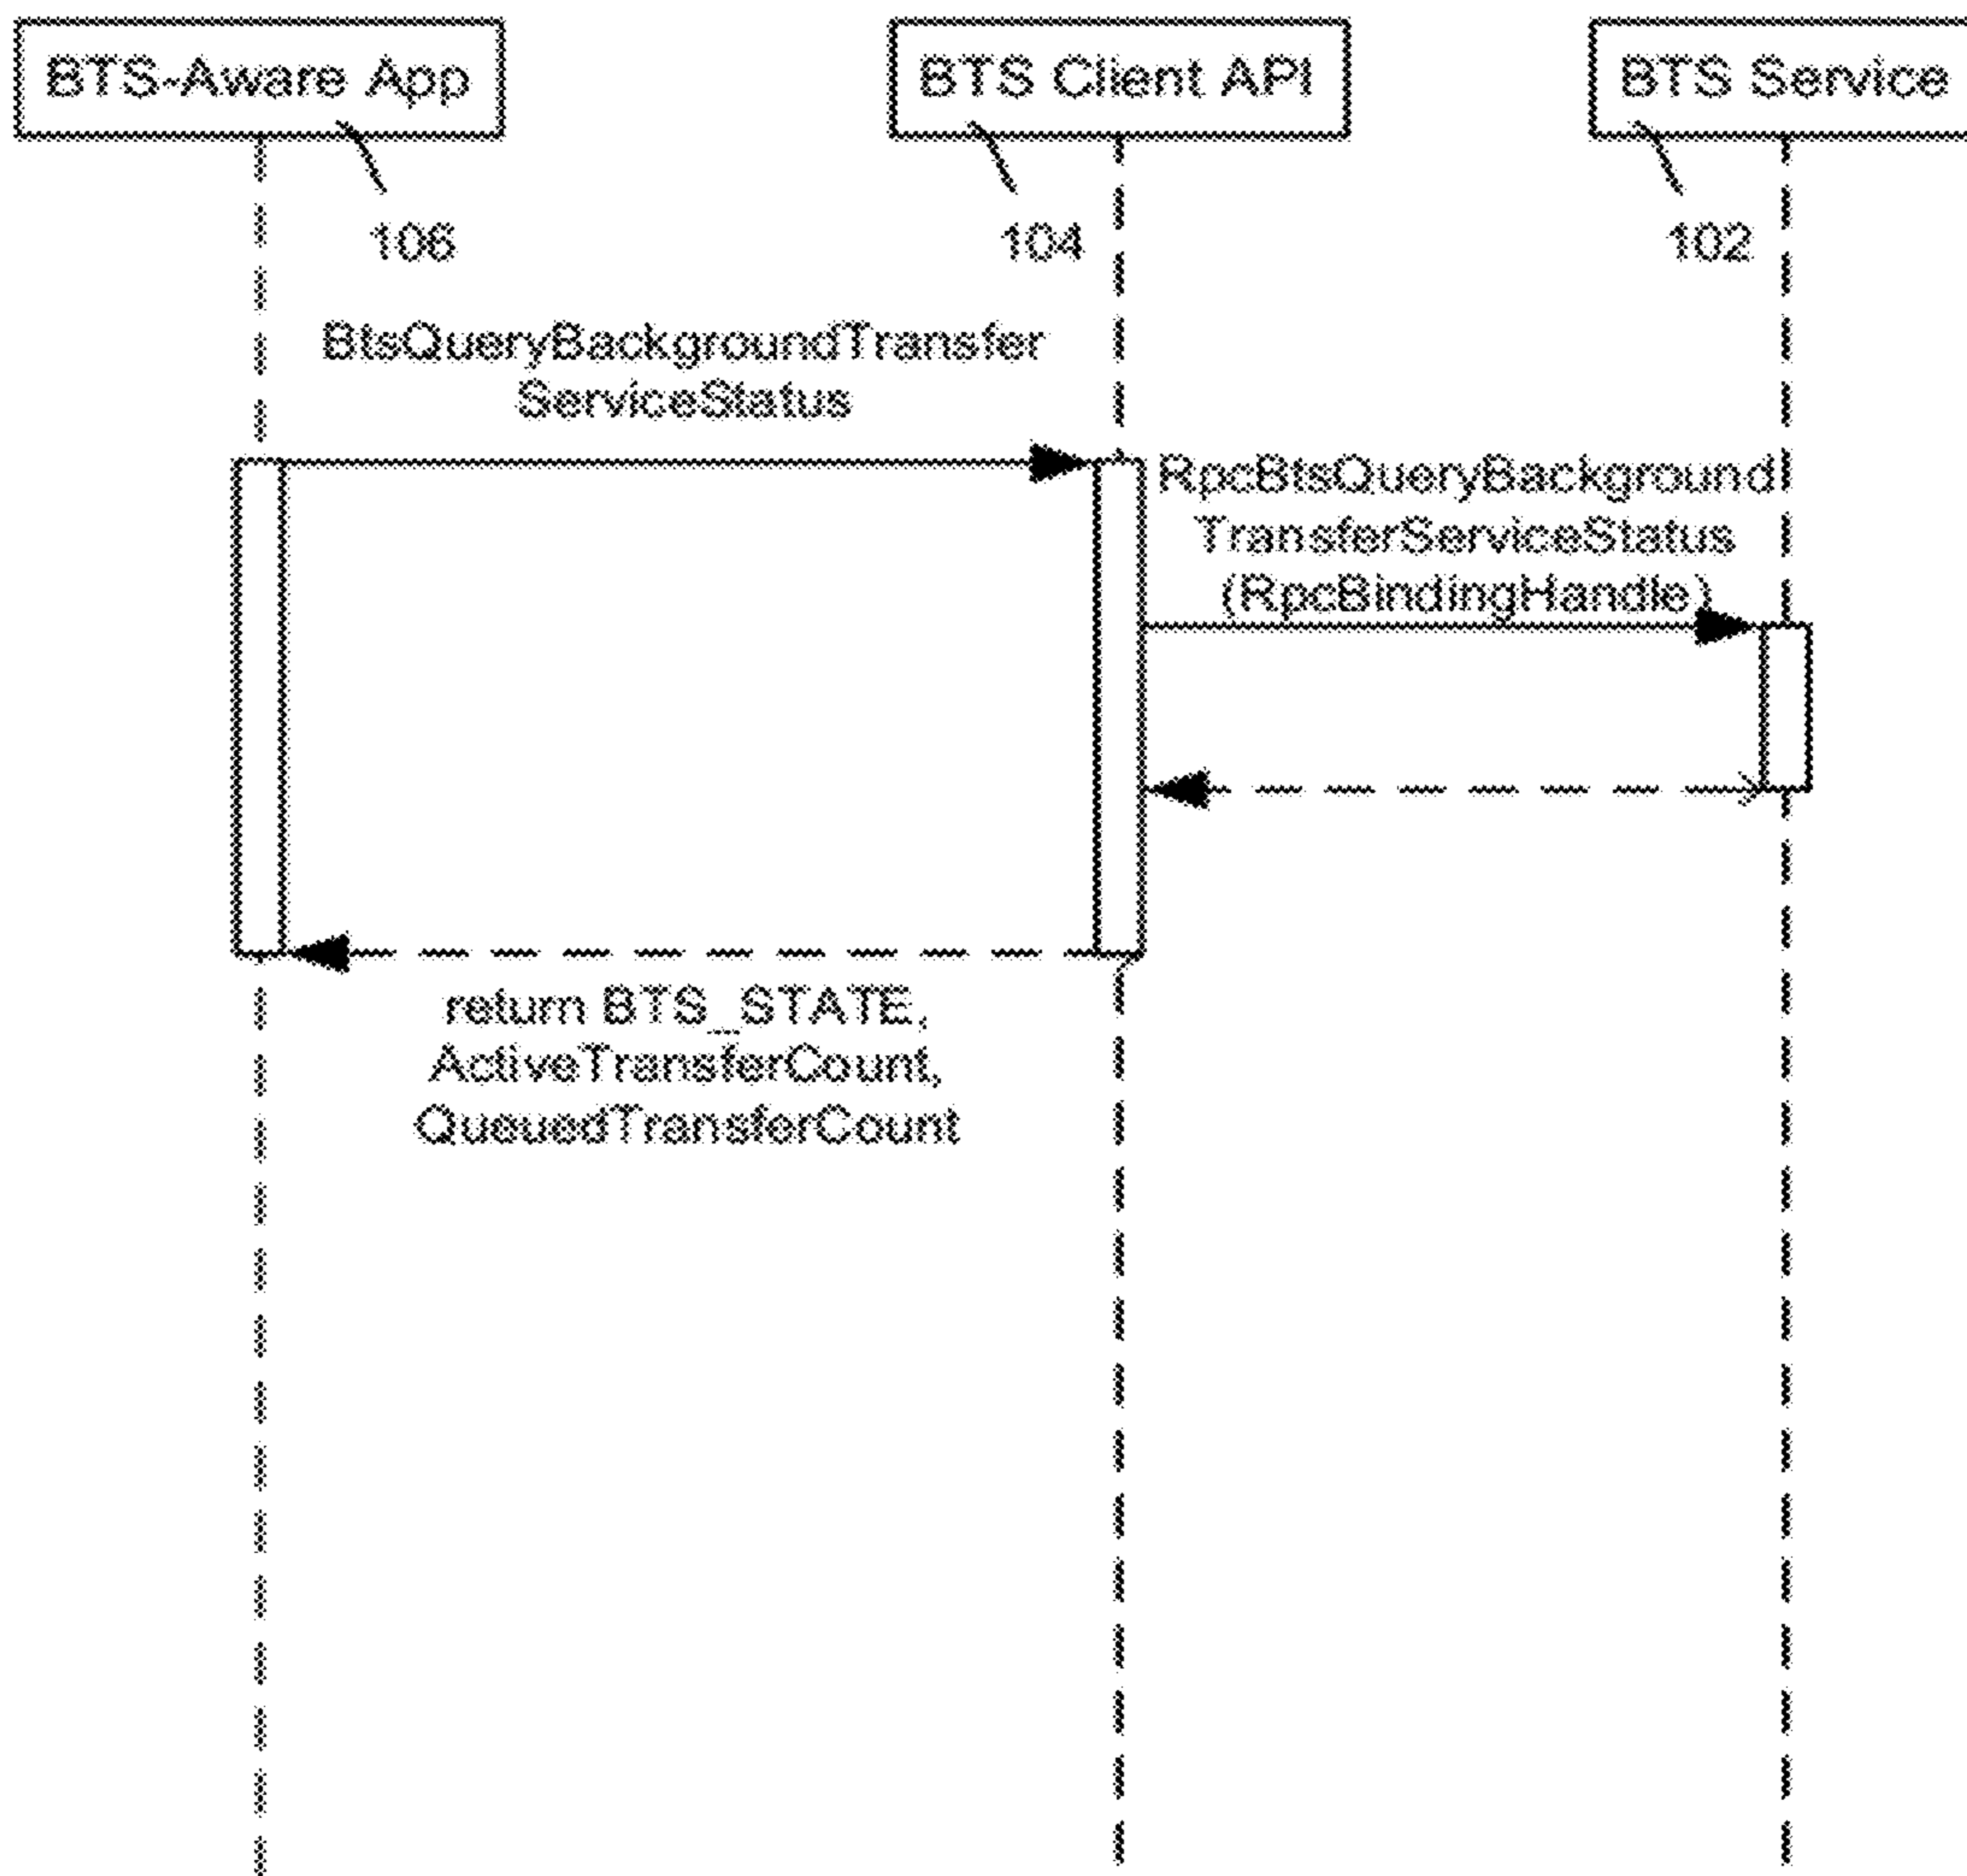 BTS-Aware App
BTS Client API
BTS Service
106
104
102
BtsQueryBackgroundTransfer
ServiceStatus
RpcBtsQueryBackground
TransferServiceStatus
(RpcBindingHandle)
return BTS_STATE,
ActiveTransferCount,
QueuedTransferCount